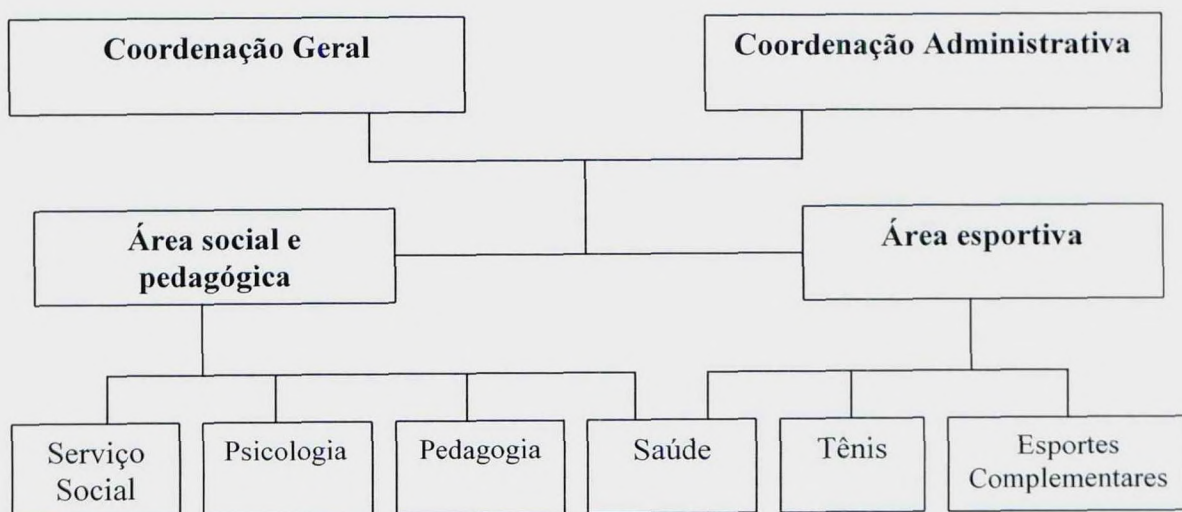 Coordenação Geral
Coordenação Administrativa
Área social e
pedagógica
Área esportiva
Serviço
Social
Psicologia
Pedagogia
Saúde
Tênis
Esportes
Complementares